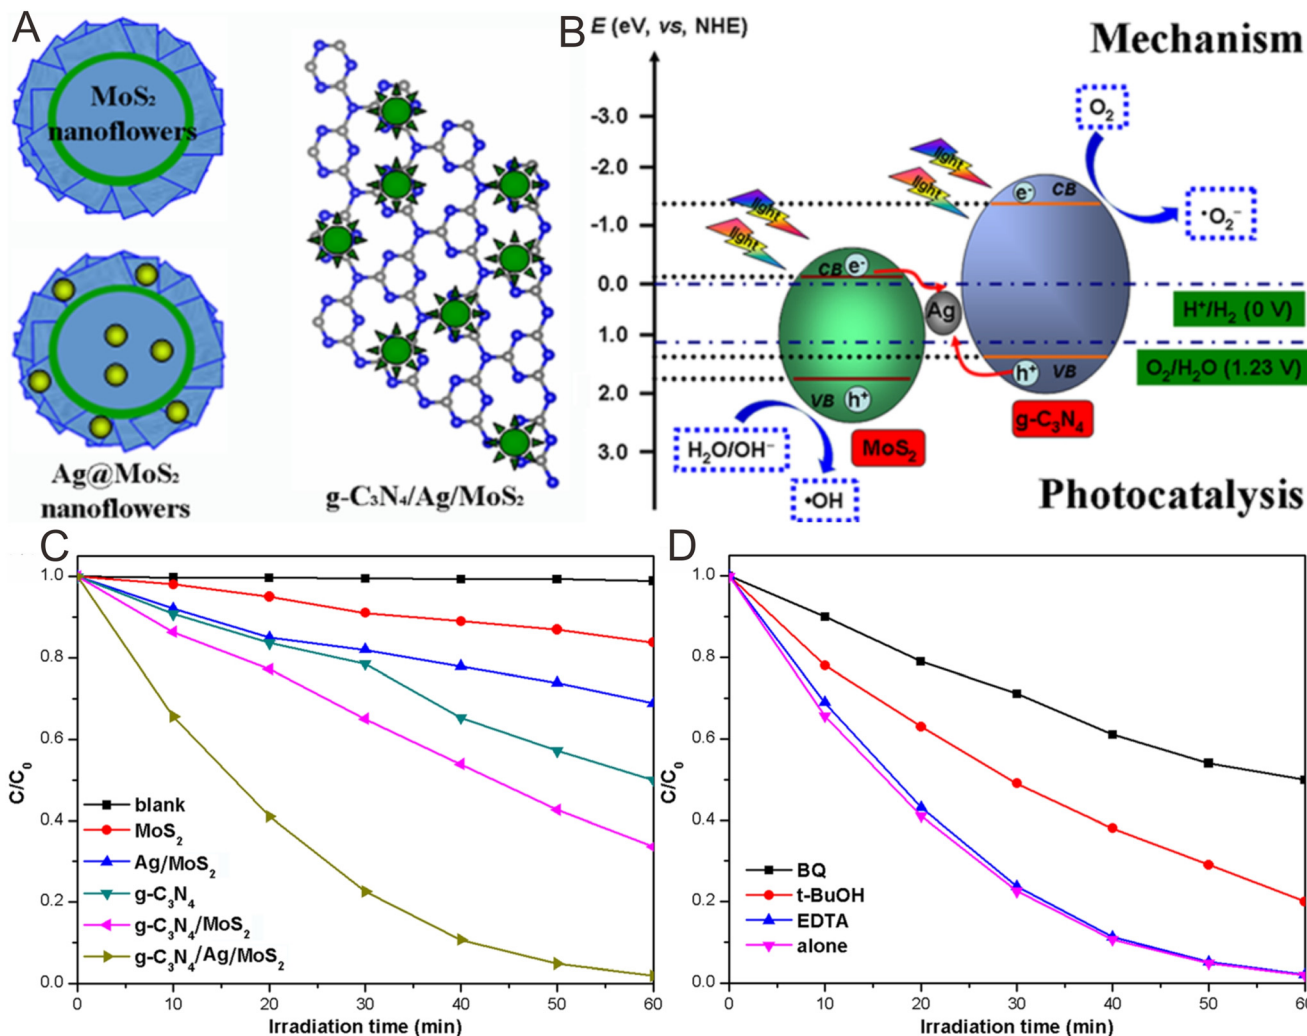 A
MoS₂
nanoflowers
Ag@MoS₂
nanoflowers
g-C₃N₄/Ag/MoS₂
B
E (eV, vs, NHE)
Mechanism
-3.0
-2.0
-1.0
0.0
1.0
2.0
3.0
light
light
light
light
O₂
•O₂⁻
e⁻
CB
CB
e⁻
Ag
H⁺/H₂ (0 V)
O₂/H₂O (1.23 V)
h⁺
VB
VB
h⁺
g-C₃N₄
MoS₂
H₂O/OH⁻
•OH
Photocatalysis
C
C/C₀
1.0
0.8
0.6
0.4
0.2
0.0
blank
MoS₂
Ag/MoS₂
g-C₃N₄
g-C₃N₄/MoS₂
g-C₃N₄/Ag/MoS₂
0
10
20
30
40
50
60
Irradiation time (min)
D
C/C₀
1.0
0.8
0.6
0.4
0.2
0.0
BQ
t-BuOH
EDTA
alone
0
10
20
30
40
50
60
Irradiation time (min)